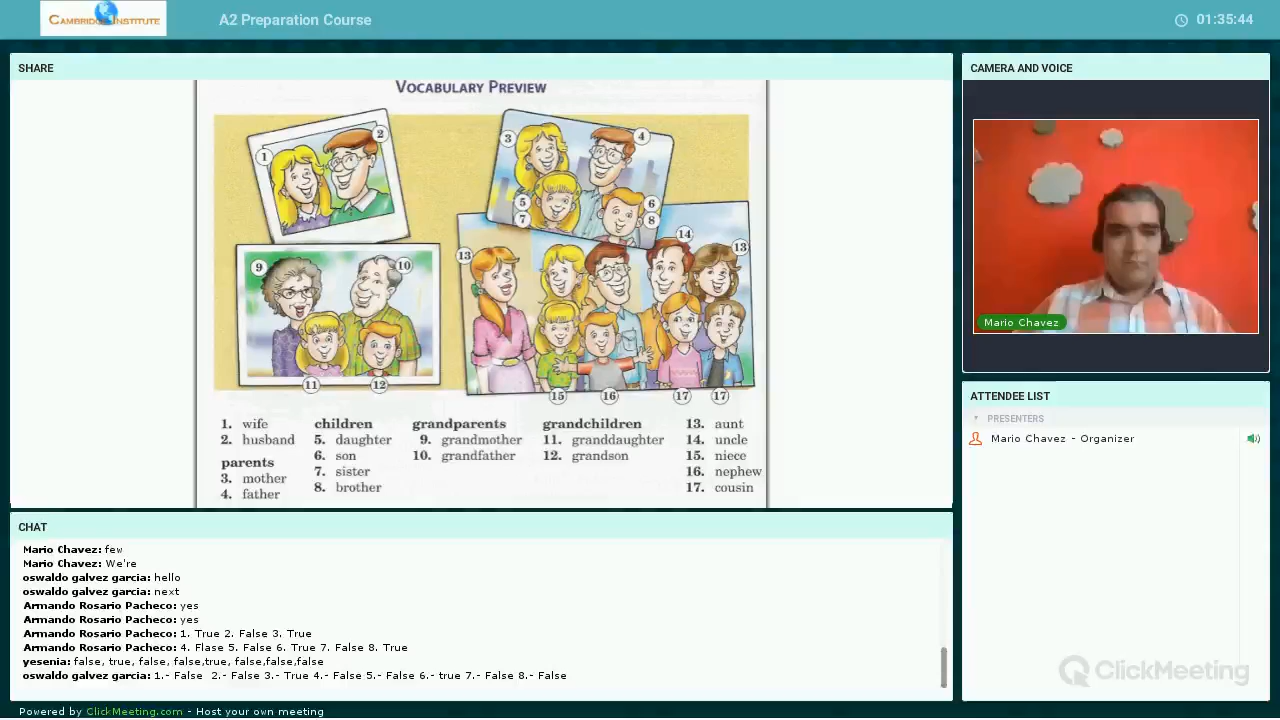 CAMBRIDGE INSTITUTE
A2 Preparation Course
01:35:44
SHARE
VOCABULARY PREVIEW
1
2
3
4
5
6
7
8
9
10
11
12
13
14
13
15
16
17
17
1. wife
2. husband
parents
3. mother
4. father
children
5. daughter
6. son
7. sister
8. brother
grandparents
9. grandmother
10. grandfather
grandchildren
11. granddaughter
12. grandson
13. aunt
14. uncle
15. niece
16. nephew
17. cousin
CAMERA AND VOICE
Mario Chavez
ATTENDEE LIST
PRESENTERS
Mario Chavez - Organizer
CHAT
Mario Chavez: few
Mario Chavez: We're
oswaldo galvez garcia: hello
oswaldo galvez garcia: next
Armando Rosario Pacheco: yes
Armando Rosario Pacheco: yes
Armando Rosario Pacheco: 1. True 2. False 3. True
Armando Rosario Pacheco: 4. Flase 5. False 6. True 7. False 8. True
yesenia: false, true, false, false,true, false,false,false
oswaldo galvez garcia: 1.- False 2.- False 3.- True 4.- False 5.- False 6.- true 7.- False 8.- False
ClickMeeting
Powered by ClickMeeting.com - Host your own meeting